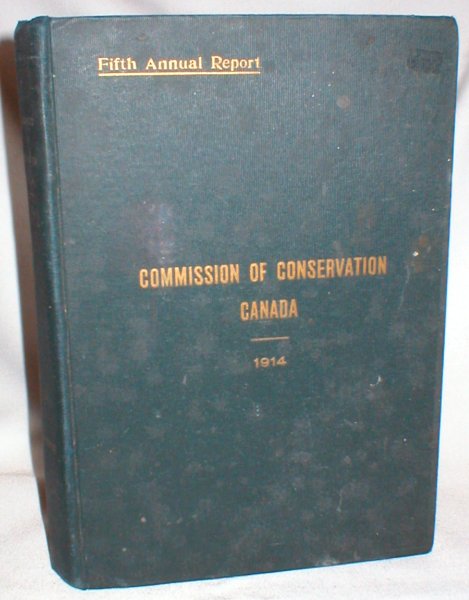 Fifth Annual Report
COMMISSION OF CONSERVATION
CANADA
1914